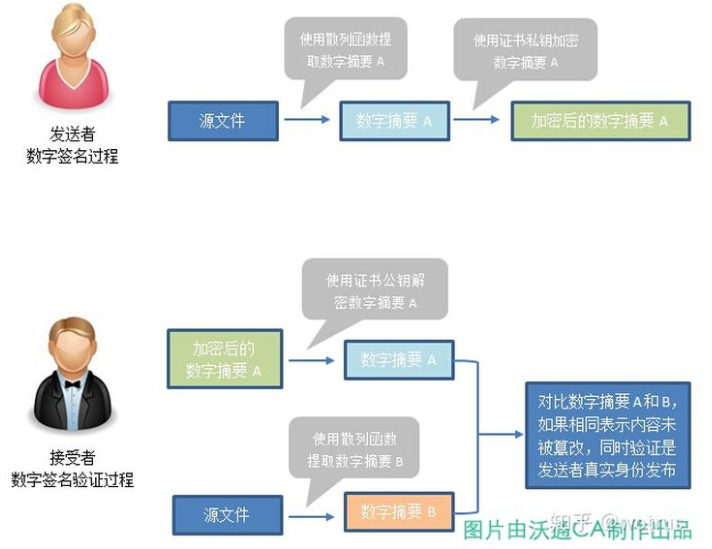 使用散列函数提
取数字摘要 A
使用证书私钥加密
数字摘要 A
源文件
数字摘要 A
加密后的数字摘要 A
发送者
数字签名过程
使用证书公钥解
密数字摘要 A
加密后的
数字摘要 A
数字摘要 A
对比数字摘要 A 和 B，
如果相同表示内容未
被篡改，同时验证是
发送者真实身份发布
使用散列函数
提取数字摘要 B
接受者
数字签名验证过程
源文件
数字摘要 B
知乎
图片由沃通CA制作出品